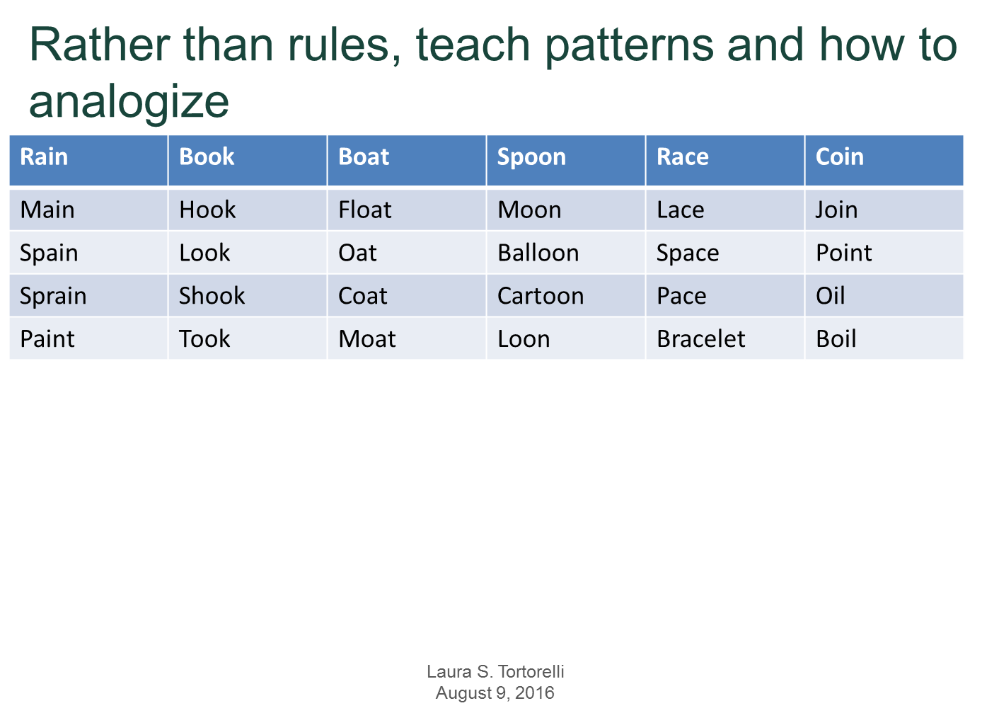 Rather than rules, teach patterns and how to
analogize
Rain Book Boat Spoon Race Coin
Main Hook Float Moon Lace Join
Spain Look Oat Balloon Space Point
Sprain Shook Coat Cartoon Pace Oil
Paint Took Moat Loon Bracelet Boil
Laura S. Tortorelli
August 9, 2016